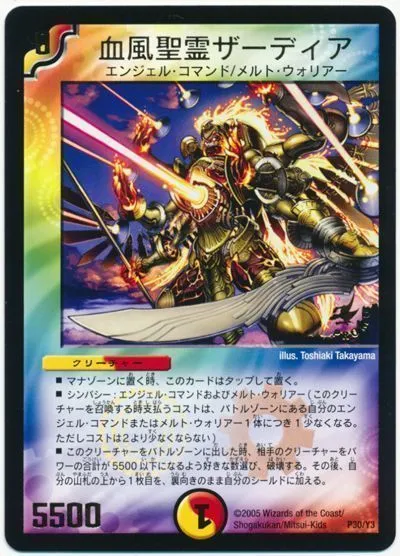 6
血風聖霊ザーディア
エンジェル・コマンド/メルト・ウォリアー
illus. Toshiaki Takayama
クリーチャー
■ マナゾーンに置く時、このカードはタップして置く。
■ シンパシー:エンジェル・コマンドおよびメルト・ウォリアー(このクリー
チャーを召喚する時支払うコストは、バトルゾーンにある自分のエン
ジェル・コマンドまたはメルト・ウォリアー1体につき1少なくなる。
ただしコストは2より少なくならない)
■ このクリーチャーをバトルゾーンに出した時、相手のクリーチャーをパ
ワーの合計が5500以下になるよう好きな数選び、破壊する。その後、自
分の山札の上から1枚目を、裏向きのまま自分のシールドに加える。
5500
1
©2005 Wizards of the Coast/
Shogakukan/Mitsui-Kids
P30/Y3